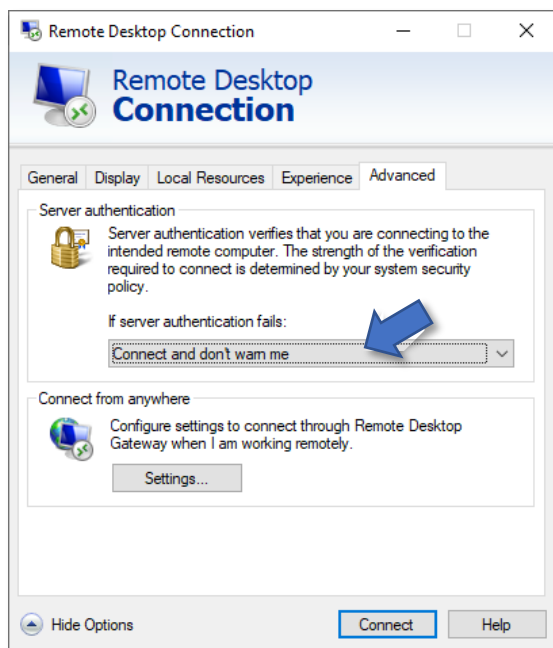 Remote Desktop Connection
Remote Desktop
Connection
General Display Local Resources Experience Advanced
Server authentication
Server authentication verifies that you are connecting to the
intended remote computer. The strength of the verification
required to connect is determined by your system security
policy.
If server authentication fails:
Connect and don't warn me
Connect from anywhere
Configure settings to connect through Remote Desktop
Gateway when I am working remotely.
Settings...
Hide Options
Connect
Help